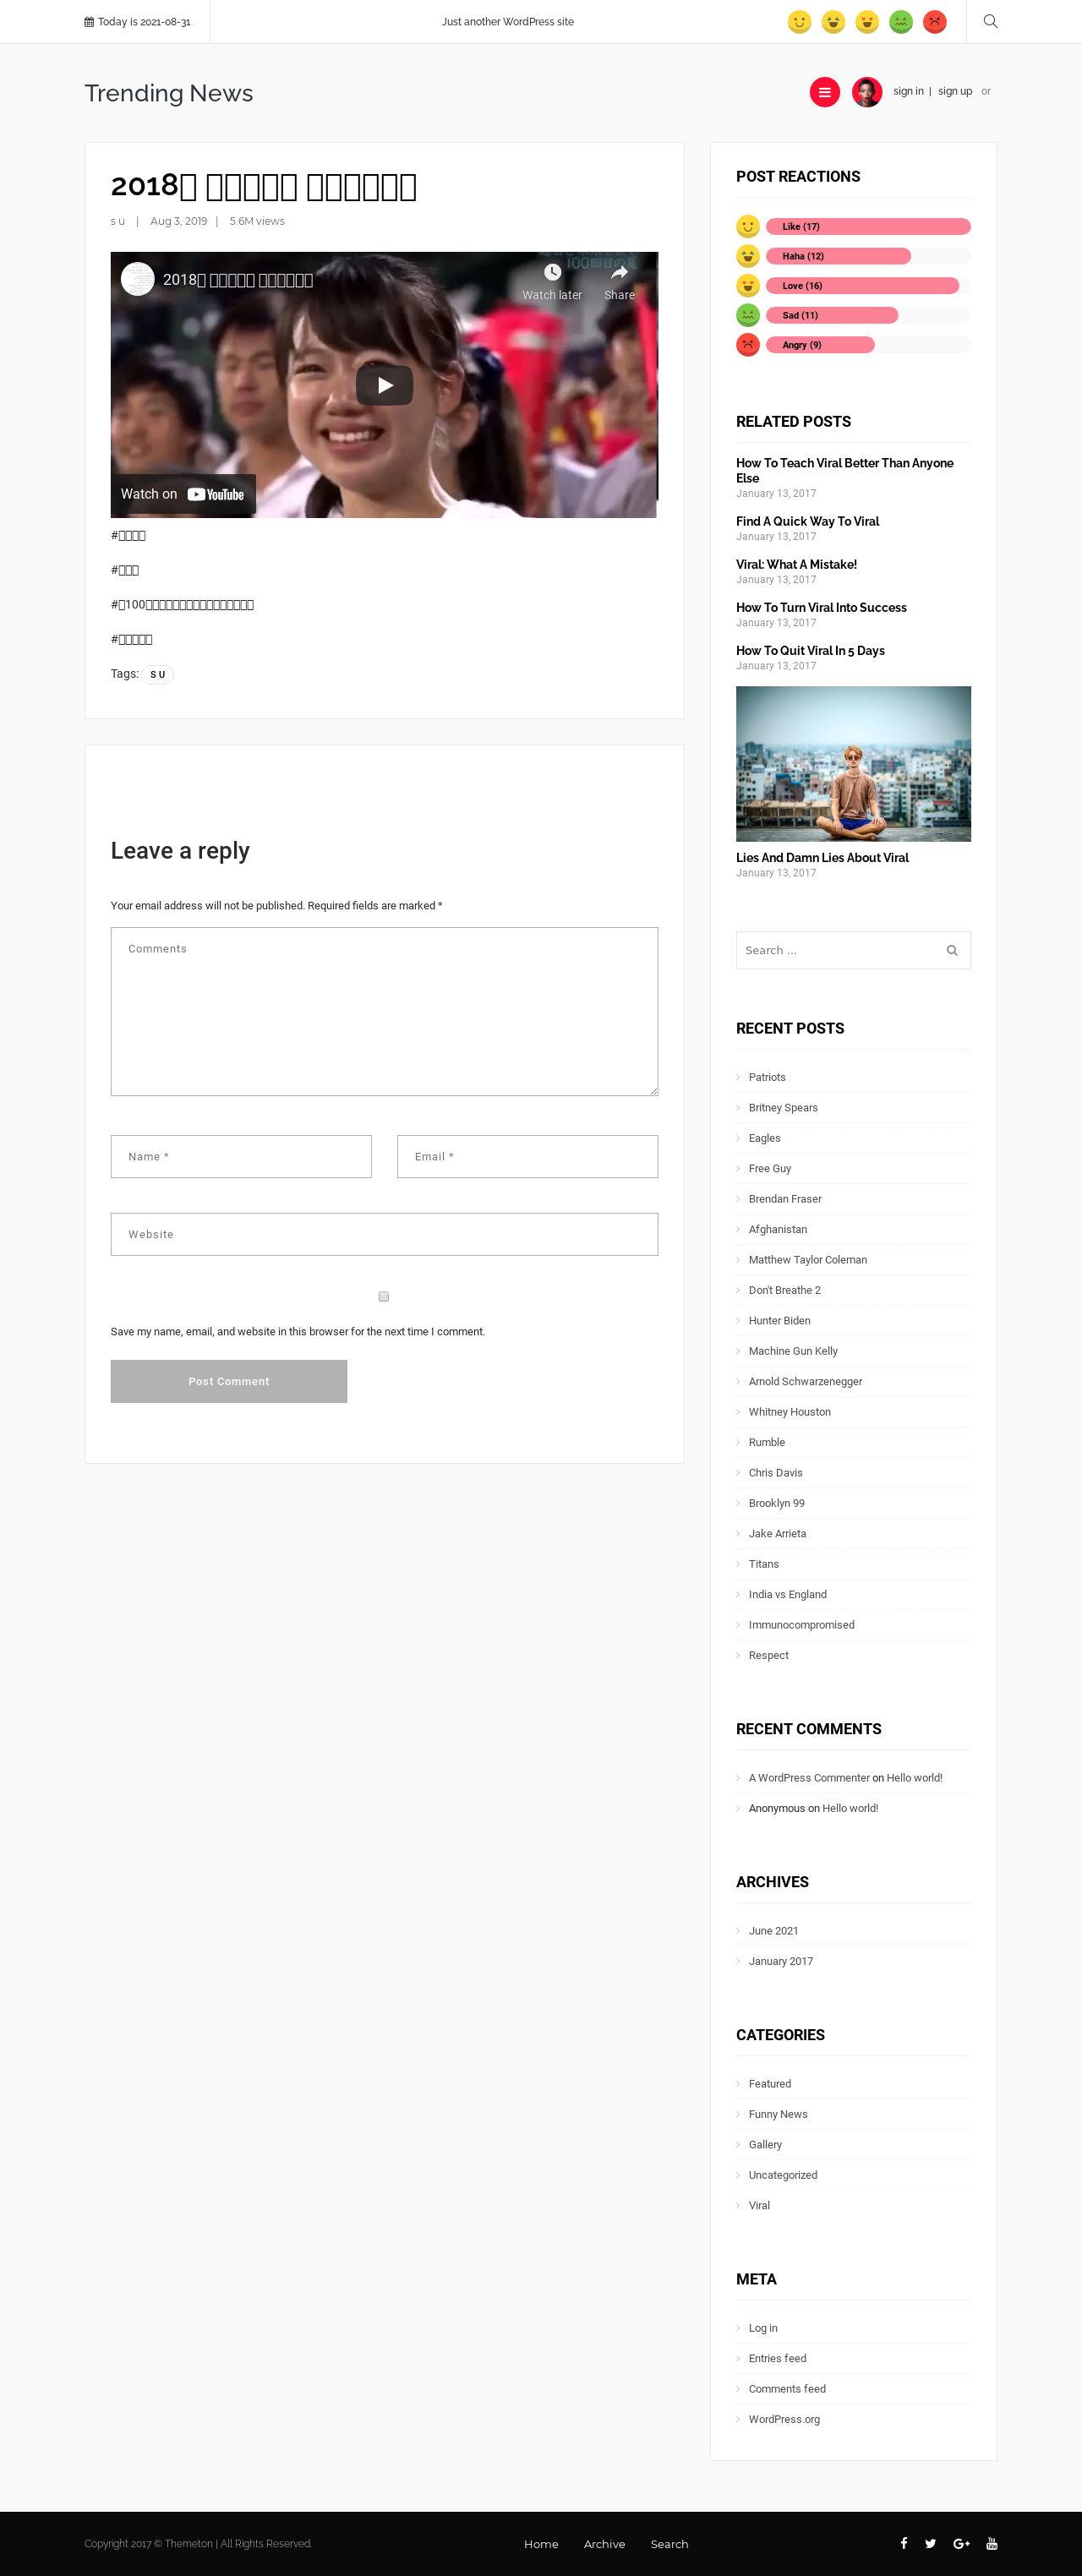 Today is 2021-08-31
Just another WordPress site
Trending News
sign in | sign up or
2018
s u | Aug 3, 2019 | 5.6M views
2018
Watch later
Share
100回目の夏
Watch on YouTube
#
#
#100
#
Tags: S U
Leave a reply
Your email address will not be published. Required fields are marked *
Comments
Name *
Email *
Website
Save my name, email, and website in this browser for the next time I comment.
Post Comment
POST REACTIONS
Like (17)
Haha (12)
Love (16)
Sad (11)
Angry (9)
RELATED POSTS
How To Teach Viral Better Than Anyone
Else
January 13, 2017
Find A Quick Way To Viral
January 13, 2017
Viral: What A Mistake!
January 13, 2017
How To Turn Viral Into Success
January 13, 2017
How To Quit Viral In 5 Days
January 13, 2017
Lies And Damn Lies About Viral
January 13, 2017
Search ...
RECENT POSTS
Patriots
Britney Spears
Eagles
Free Guy
Brendan Fraser
Afghanistan
Matthew Taylor Coleman
Don't Breathe 2
Hunter Biden
Machine Gun Kelly
Arnold Schwarzenegger
Whitney Houston
Rumble
Chris Davis
Brooklyn 99
Jake Arrieta
Titans
India vs England
Immunocompromised
Respect
RECENT COMMENTS
A WordPress Commenter on Hello world!
Anonymous on Hello world!
ARCHIVES
June 2021
January 2017
CATEGORIES
Featured
Funny News
Gallery
Uncategorized
Viral
META
Log in
Entries feed
Comments feed
WordPress.org
Copyright 2017 © Themeton | All Rights Reserved.
Home
Archive
Search